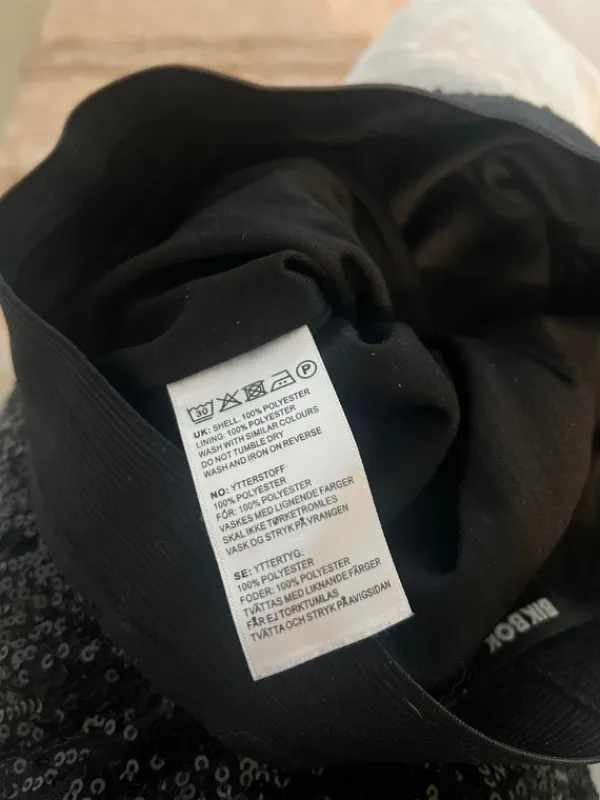 30 P
UK: SHELL: 100% POLYESTER
LINING: 100% POLYESTER
WASH WITH SIMILAR COLOURS
DO NOT TUMBLE DRY
WASH AND IRON ON REVERSE
NO: YTTERSTOFF
100% POLYESTER
FÓR: 100% POLYESTER
VASKES MED LIGNENDE FARGER
SKAL IKKE TØRKETROMLES
VASK OG STRYK PÅ VRANGEN
SE: YTTERTYG:
100% POLYESTER
FODER: 100% POLYESTER
TVÄTTAS MED LIKNANDE FÄRGER
FÅR EJ TORKTUMLAS
TVÄTTA OCH STRYK PÅ AVIGSIDAN
BIKBOK